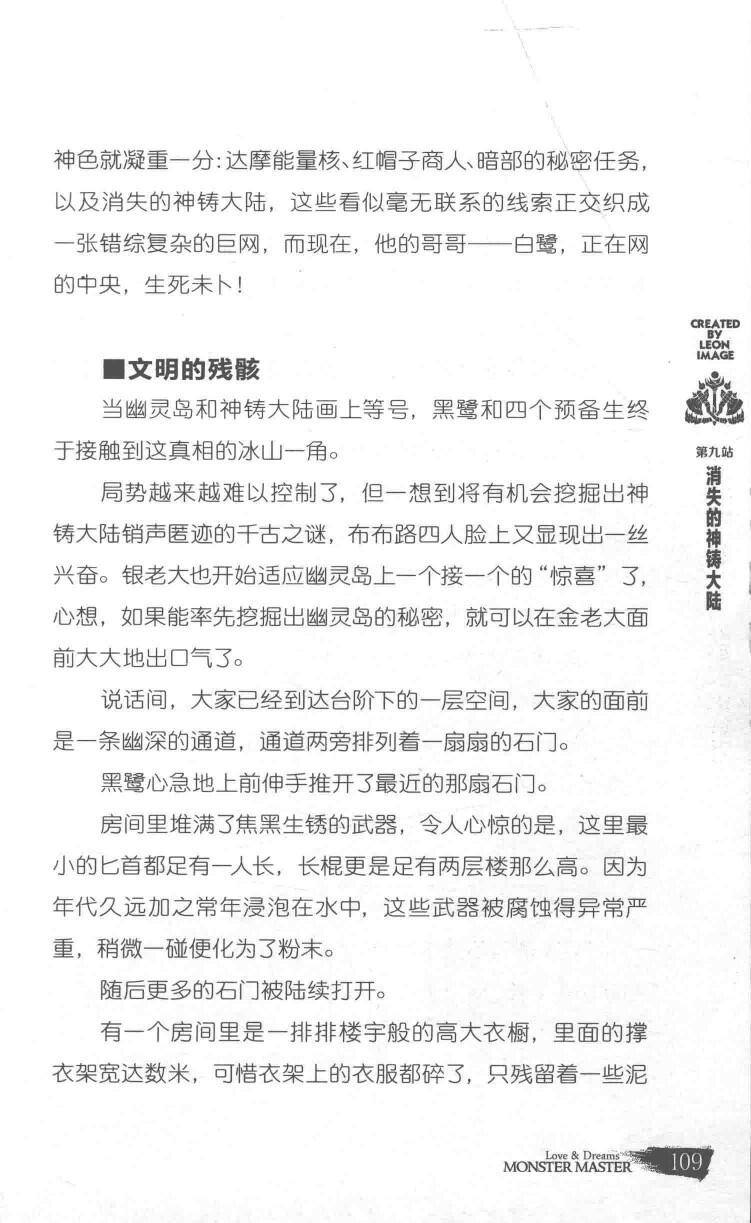 神色就凝重一分：达摩能量核、红帽子商人、暗部的秘密任务，
以及消失的神铸大陆，这些看似毫无联系的线索正交织成
一张错综复杂的巨网，而现在，他的哥哥——白鹭，正在网
的中央，生死未卜！
■文明的残骸
当幽灵岛和神铸大陆画上等号，黑鹭和四个预备生终
于接触到这真相的冰山一角。
局势越来越难以控制了，但一想到将有机会挖掘出神
铸大陆销声匿迹的千古之谜，布布路四人脸上又显现出一丝
兴奋。银老大也开始适应幽灵岛上一个接一个的“惊喜”了，
心想，如果能率先挖掘出幽灵岛的秘密，就可以在金老大面
前大大地出口气了。
说话间，大家已经到达台阶下的一层空间，大家的面前
是一条幽深的通道，通道两旁排列着一扇扇的石门。
黑鹭心急地上前伸手推开了最近的那扇石门。
房间里堆满了焦黑生锈的武器，令人心惊的是，这里最
小的匕首都足有一人长，长棍更是足有两层楼那么高。因为
年代久远加之常年浸泡在水中，这些武器被腐蚀得异常严
重，稍微一碰便化为了粉末。
随后更多的石门被陆续打开。
有一个房间里是一排排楼宇般的高大衣橱，里面的撑
衣架宽达数米，可惜衣架上的衣服都碎了，只残留着一些泥
CREATED
BY
LEON
IMAGE
第九站
消失的神铸大陆
Love & Dreams
MONSTER MASTER
109